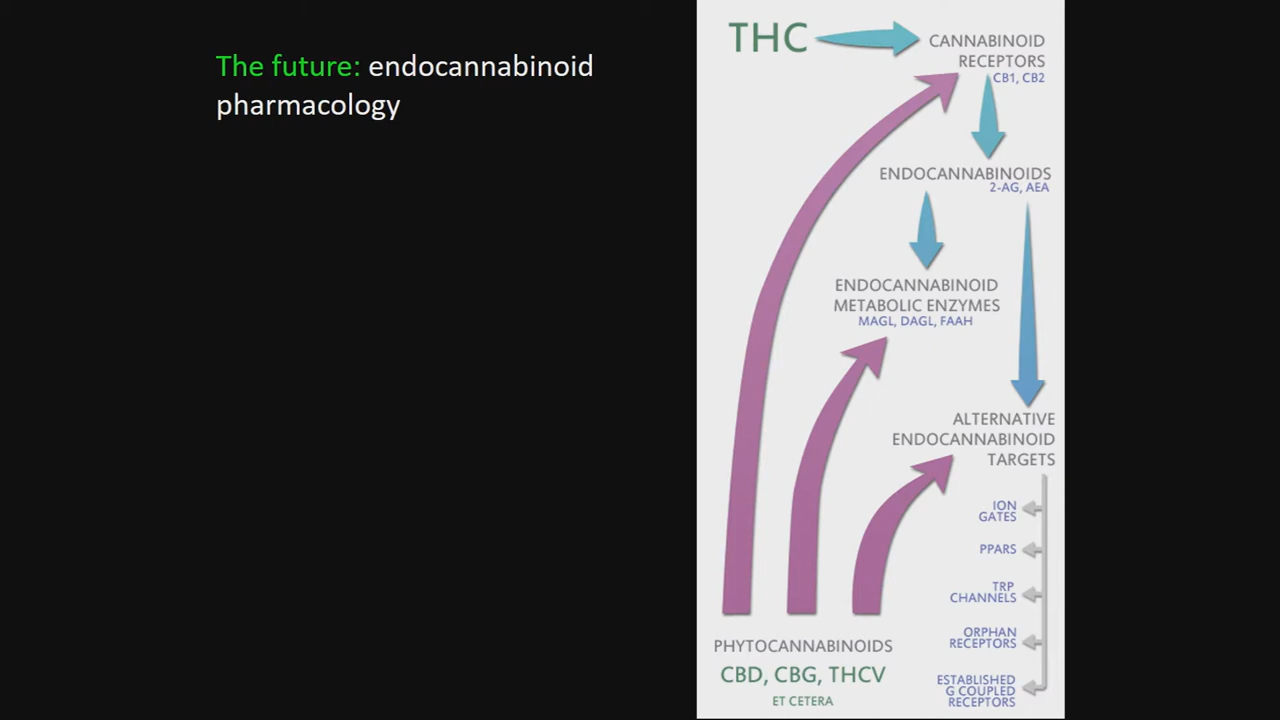 The future: endocannabinoid
pharmacology
THC
CANNABINOID
RECEPTORS
CB1, CB2
ENDOCANNABINOIDS
2-AG, AEA
ENDOCANNABINOID
METABOLIC ENZYMES
MAGL, DAGL, FAAH
ALTERNATIVE
ENDOCANNABINOID
TARGETS
ION
GATES
PPARS
TRP
CHANNELS
ORPHAN
RECEPTORS
ESTABLISHED
G COUPLED
RECEPTORS
PHYTOCANNABINOIDS
CBD, CBG, THCV
ET CETERA